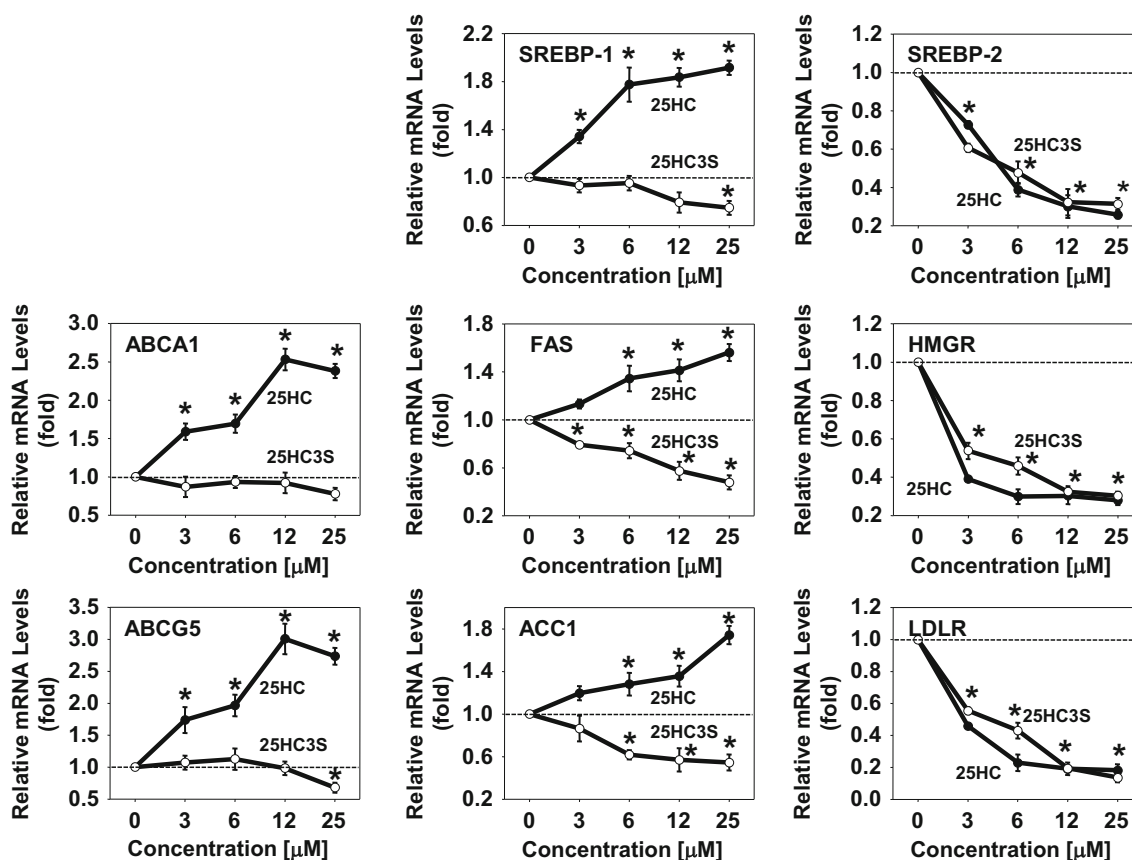 SREBP-1
Relative mRNA Levels
(fold)
2.2
1.8
1.4
1.0
0.6
* * * *
25HC
25HC3S
*
0 3 6 12 25
Concentration [µM]
SREBP-2
Relative mRNA Levels
(fold)
1.2
1.0
0.8
0.6
0.4
0.2
*
25HC3S
* * *
25HC
0 3 6 12 25
Concentration [µM]
ABCA1
Relative mRNA Levels
(fold)
3.0
2.5
2.0
1.5
1.0
0.5
* * * *
25HC
25HC3S
0 3 6 12 25
Concentration [µM]
FAS
Relative mRNA Levels
(fold)
1.8
1.4
1.0
0.6
0.2
* * *
25HC
* * * *
25HC3S
0 3 6 12 25
Concentration [µM]
HMGR
Relative mRNA Levels
(fold)
1.2
1.0
0.8
0.6
0.4
0.2
*
25HC3S
* * *
25HC
0 3 6 12 25
Concentration [µM]
ABCG5
Relative mRNA Levels
(fold)
3.5
3.0
2.5
2.0
1.5
1.0
0.5
* * * *
25HC
25HC3S
*
0 3 6 12 25
Concentration [µM]
ACC1
Relative mRNA Levels
(fold)
1.8
1.4
1.0
0.6
0.2
* * *
25HC
25HC3S
* * *
0 3 6 12 25
Concentration [µM]
LDLR
Relative mRNA Levels
(fold)
1.2
1.0
0.8
0.6
0.4
0.2
0.0
* *
25HC3S
* *
25HC
0 3 6 12 25
Concentration [µM]